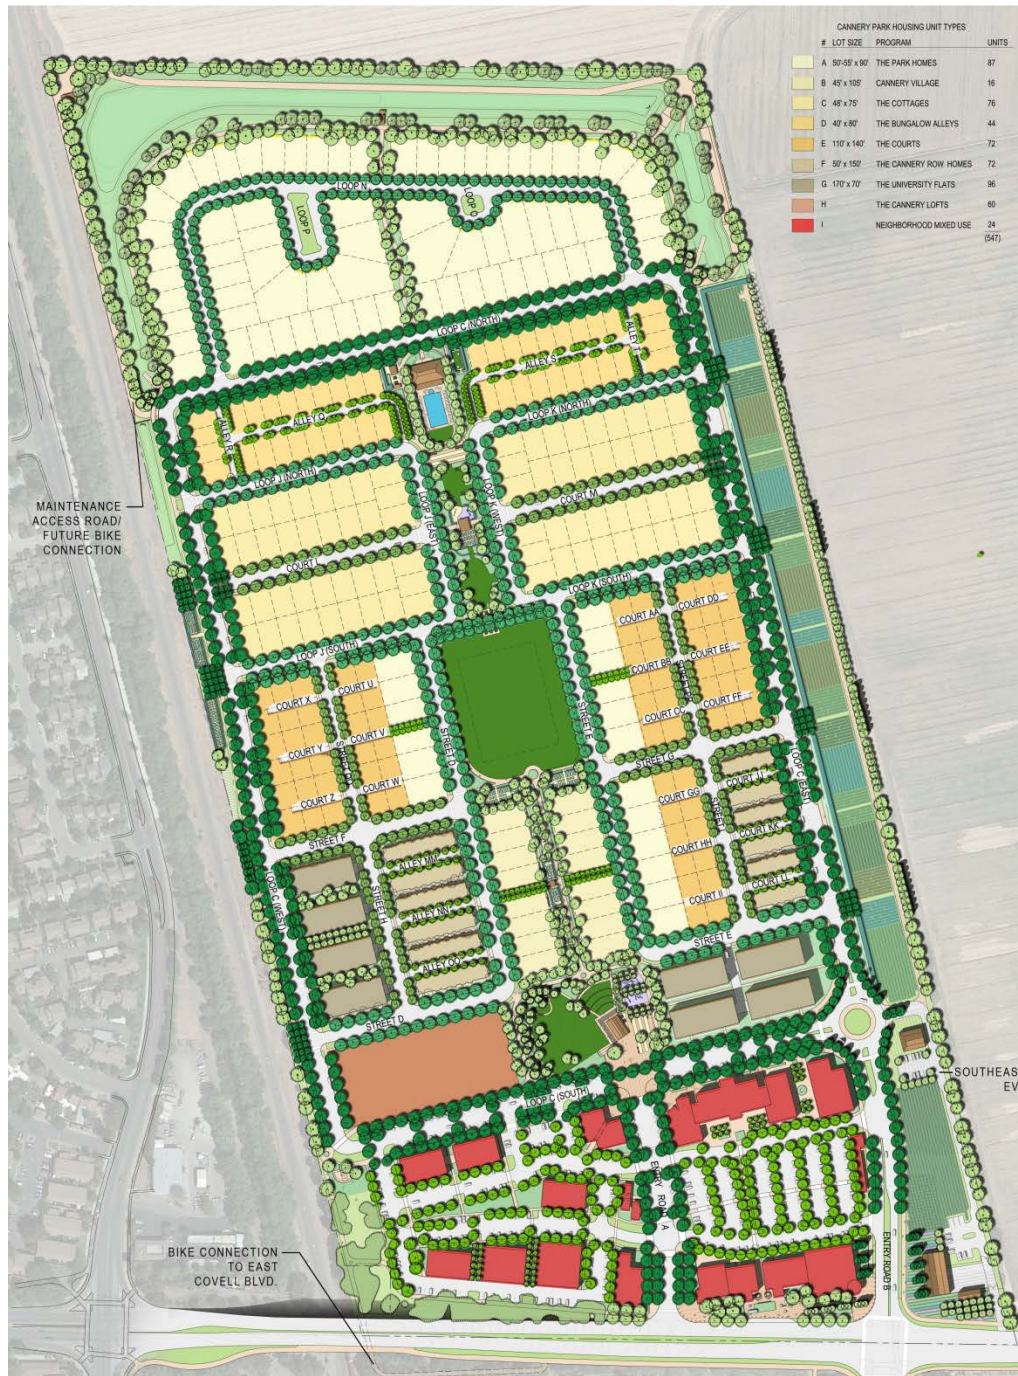 CANNERY PARK HOUSING UNIT TYPES
# LOT SIZE PROGRAM UNITS
A 50'-55' x 90' THE PARK HOMES 87
B 45' x 105' CANNERY VILLAGE 16
C 48' x 75' THE COTTAGES 76
D 40' x 80' THE BUNGALOW ALLEYS 44
E 110' x 140' THE COURTS 72
F 50' x 150' THE CANNERY ROW HOMES 72
G 170' x 70' THE UNIVERSITY FLATS 96
H THE CANNERY LOFTS 60
I NEIGHBORHOOD MIXED USE 24
(547)
LOOP N
LOOP P
LOOP O
LOOP C (NORTH)
ALLEY T
ALLEY S
ALLEY Q
ALLEY R
LOOP K (NORTH)
LOOP J (NORTH)
LOOP J (EAST)
LOOP K (WEST)
COURT M
MAINTENANCE
ACCESS ROAD/
FUTURE BIKE
CONNECTION
COURT L
LOOP K (SOUTH)
LOOP J (SOUTH)
COURT AA
COURT DD
COURT BB
COURT EE
COURT CC
COURT FF
COURT X
COURT U
COURT Y
COURT V
COURT Z
COURT W
STREET D
STREET E
STREET G
STREET F
LOOP C (EAST)
COURT GG
COURT JJ
COURT HH
COURT KK
COURT II
COURT LL
LOOP C (WEST)
STREET H
ALLEY MM
ALLEY NN
ALLEY OO
STREET E
STREET D
LOOP C (SOUTH)
SOUTHEAS
EV
ENTRY ROAD A
ENTRY ROAD B
BIKE CONNECTION
TO EAST
COVELL BLVD.